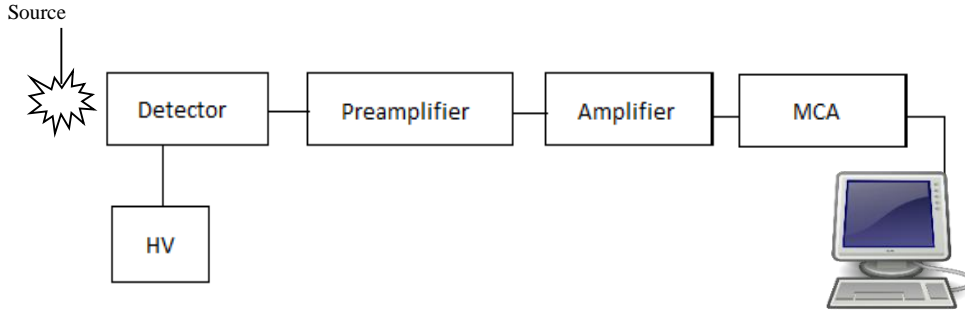 Source
Detector
Preamplifier
Amplifier
MCA
HV